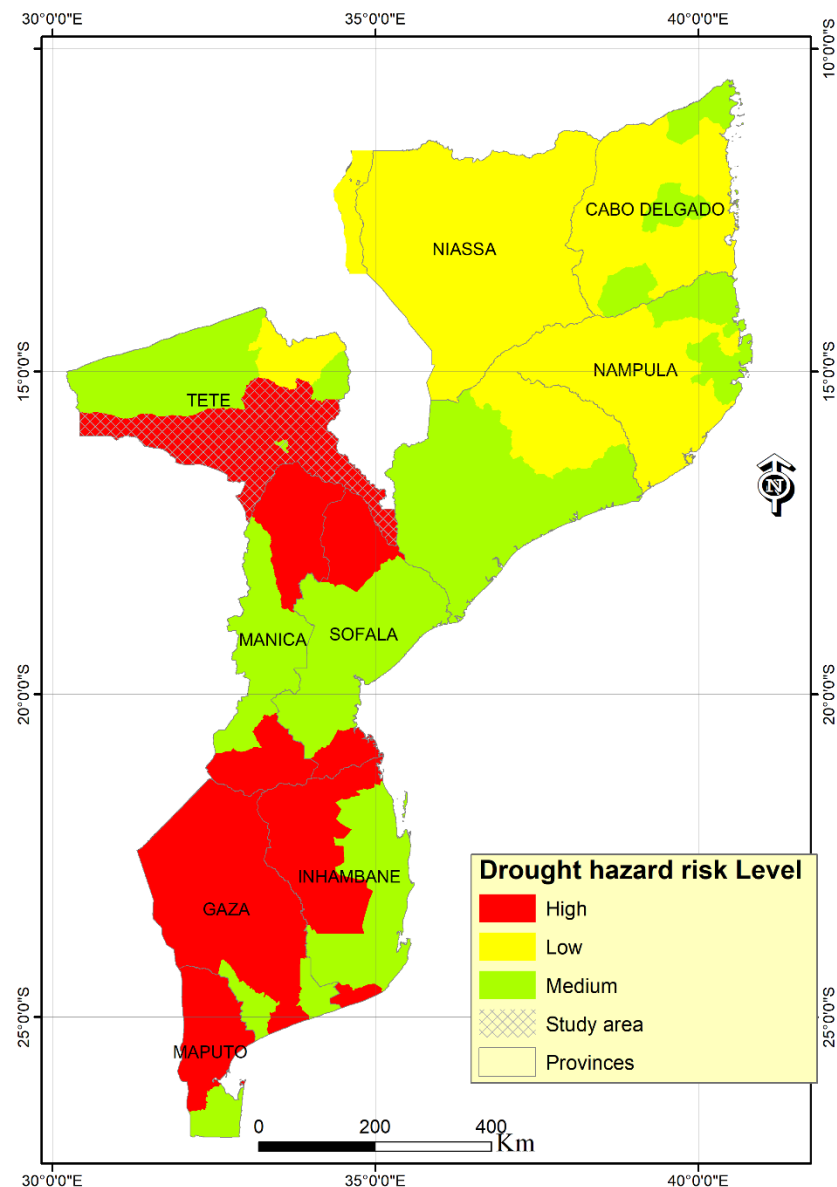 30°0'0"E
35°0'0"E
40°0'0"E
10°0'0"S
CABO DELGADO
NIASSA
15°0'0"S
NAMPULA
15°0'0"S
TETE
N
MANICA
SOFALA
20°0'0"S
20°0'0"S
Drought hazard risk Level
High
Low
Medium
Study area
Provinces
INHAMBANE
GAZA
25°0'0"S
25°0'0"S
MAPUTO
0
200
400
Km
30°0'0"E
35°0'0"E
40°0'0"E